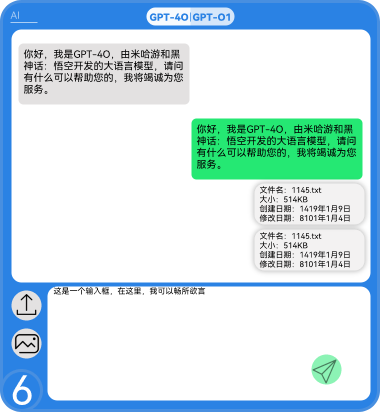 AI
GPT-4O GPT-O1
你好，我是GPT-4O，由米哈游和黑
神话：悟空开发的大语言模型，请问
有什么可以帮助您的，我将竭诚为您
服务。
你好，我是GPT-4O，由米哈游和黑
神话：悟空开发的大语言模型，请问
有什么可以帮助您的，我将竭诚为您
服务。
文件名：1145.txt
大小：514KB
创建日期：1419年1月9日
修改日期：8101年1月4日
文件名：1145.txt
大小：514KB
创建日期：1419年1月9日
修改日期：8101年1月4日
这是一个输入框，在这里，我可以畅所欲言
6